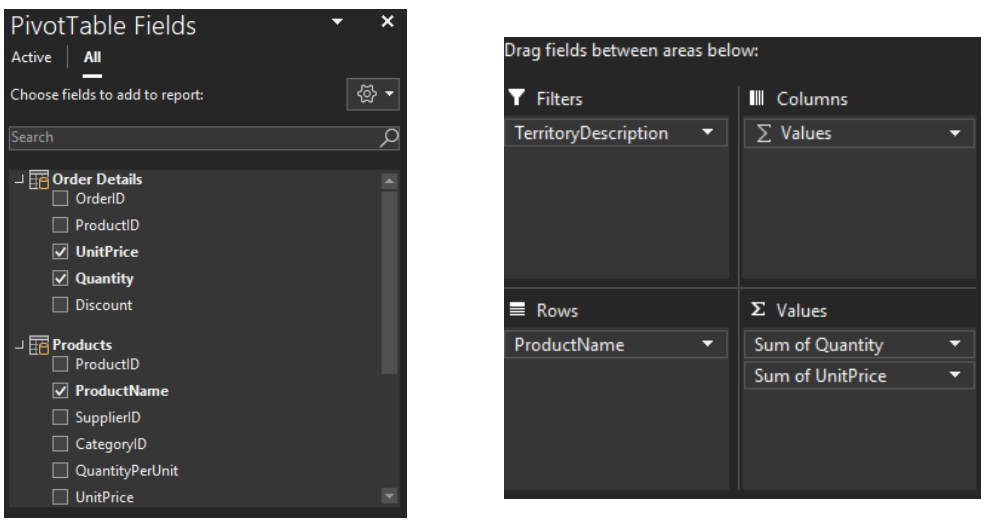 PivotTable Fields
Active All
Choose fields to add to report:
Search
Order Details
OrderID
ProductID
UnitPrice
Quantity
Discount
Products
ProductID
ProductName
SupplierID
CategoryID
QuantityPerUnit
UnitPrice
Drag fields between areas below:
Filters
TerritoryDescription
Columns
Σ Values
Rows
ProductName
Σ Values
Sum of Quantity
Sum of UnitPrice